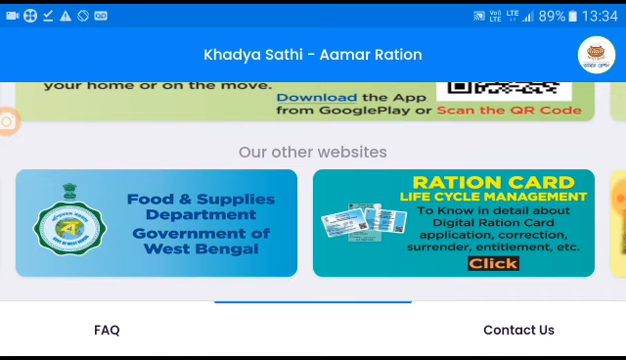 89% 13:34
Khadya Sathi - Aamar Ration
your home or on the move.
Download the App
from GooglePlay or Scan the QR Code
Our other websites
Food & Supplies
Department
Government of
West Bengal
RATION CARD
LIFE CYCLE MANAGEMENT
To Know in detail about
Digital Ration Card
application, correction,
surrender, entitlement, etc.
Click
FAQ
Contact Us